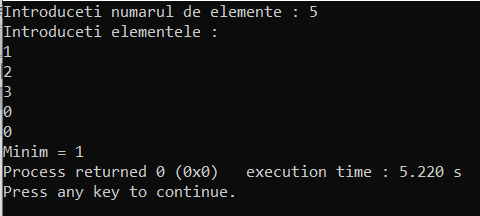 Introduceti numarul de elemente : 5
Introduceti elementele :
1
2
3
0
0
Minim = 1
Process returned 0 (0x0)   execution time : 5.220 s
Press any key to continue.